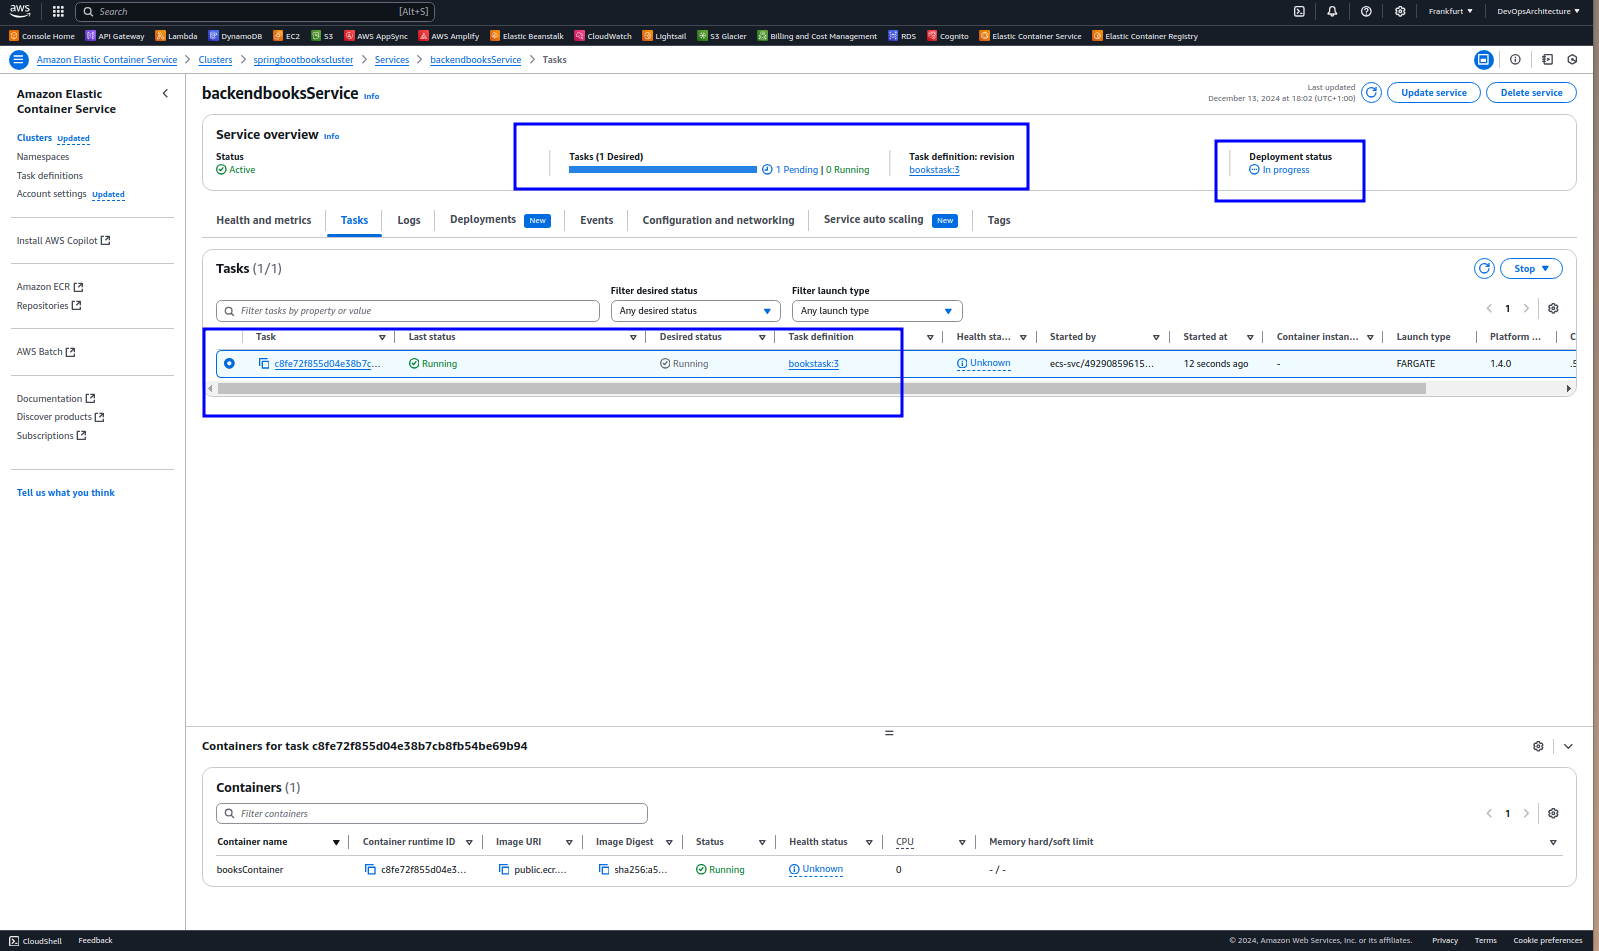 aws
Search [Alt+S]
Frankfurt ▼ DevOpsArchitecture ▼
Console Home API Gateway Lambda DynamoDB EC2 S3 AWS AppSync AWS Amplify Elastic Beanstalk CloudWatch Lightsail S3 Glacier Billing and Cost Management RDS Cognito Elastic Container Service Elastic Container Registry
Amazon Elastic Container Service > Clusters > springbootbookscluster > Services > backendbooksService > Tasks
Amazon Elastic
Container Service
Clusters Updated
Namespaces
Task definitions
Account settings Updated
Install AWS Copilot
Amazon ECR
Repositories
AWS Batch
Documentation
Discover products
Subscriptions
Tell us what you think
backendbooksService Info
Last updated
December 13, 2024 at 18:02 (UTC+1:00)
Update service
Delete service
Service overview Info
Status
Active
Tasks (1 Desired)
1 Pending | 0 Running
Task definition: revision
bookstask:3
Deployment status
In progress
Health and metrics Tasks Logs Deployments New Events Configuration and networking Service auto scaling New Tags
Tasks (1/1)
Stop ▼
Filter desired status Filter launch type
Filter tasks by property or value Any desired status Any launch type 1
Task Last status Desired status Task definition Health sta... Started by Started at Container instan... Launch type Platform ... C
c8fe72f855d04e38b7c... Running Running bookstask:3 Unknown ecs-svc/49290859615... 12 seconds ago - FARGATE 1.4.0 .5
Containers for task c8fe72f855d04e38b7cb8fb54be69b94
Containers (1)
Filter containers 1
Container name Container runtime ID Image URI Image Digest Status Health status CPU Memory hard/soft limit
booksContainer c8fe72f855d04e3... public.ecr.... sha256:a5... Running Unknown 0 - / -
CloudShell Feedback © 2024, Amazon Web Services, Inc. or its affiliates. Privacy Terms Cookie preferences